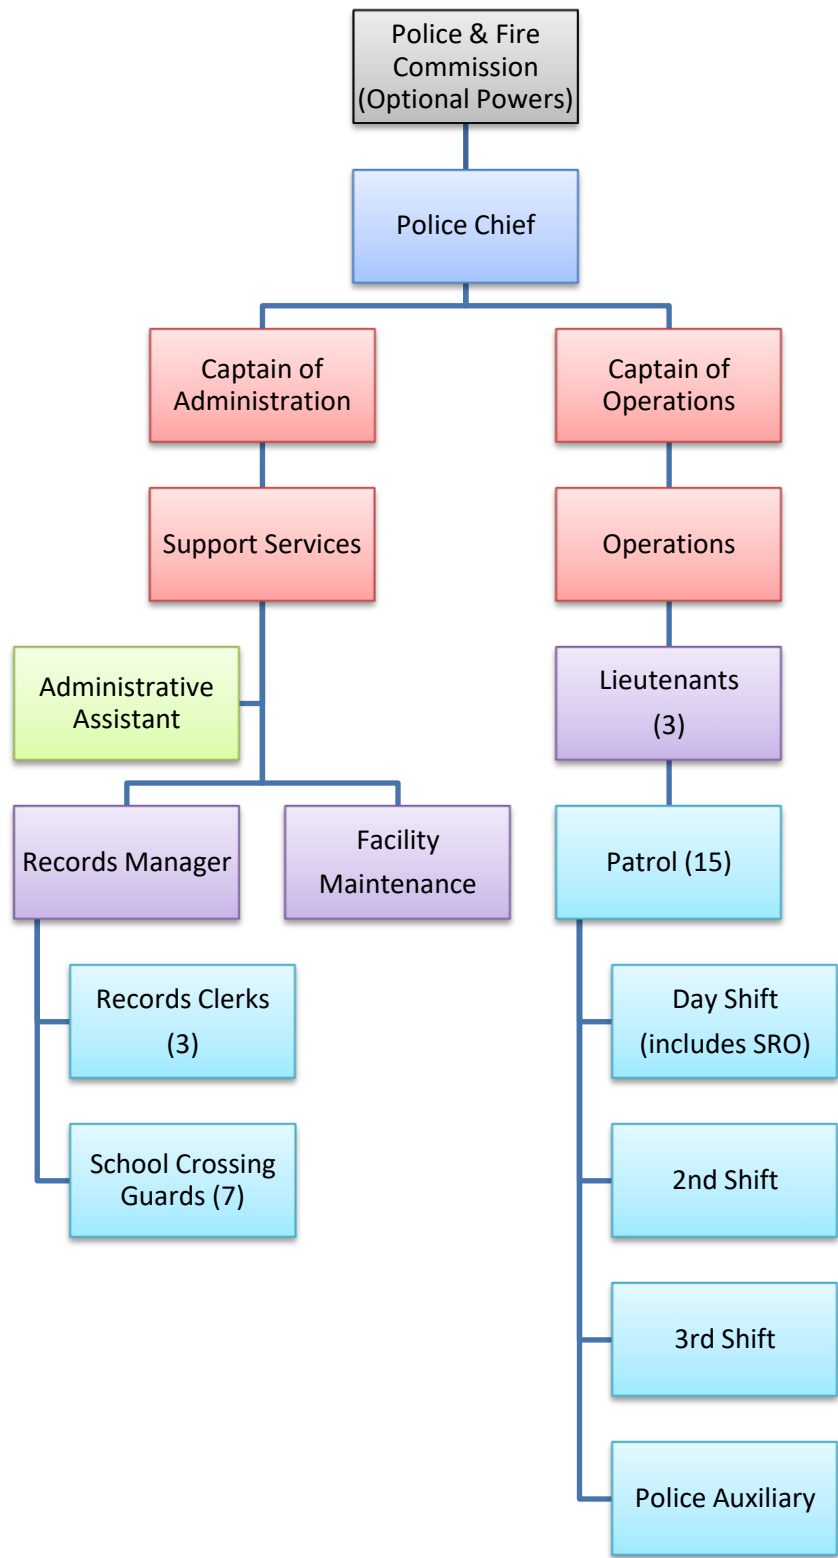 Police & Fire
Commission
(Optional Powers)
Police Chief
Captain of
Administration
Captain of
Operations
Support Services
Operations
Administrative
Assistant
Lieutenants
(3)
Records Manager
Facility
Maintenance
Patrol (15)
Records Clerks
(3)
Day Shift
(includes SRO)
School Crossing
Guards (7)
2nd Shift
3rd Shift
Police Auxiliary